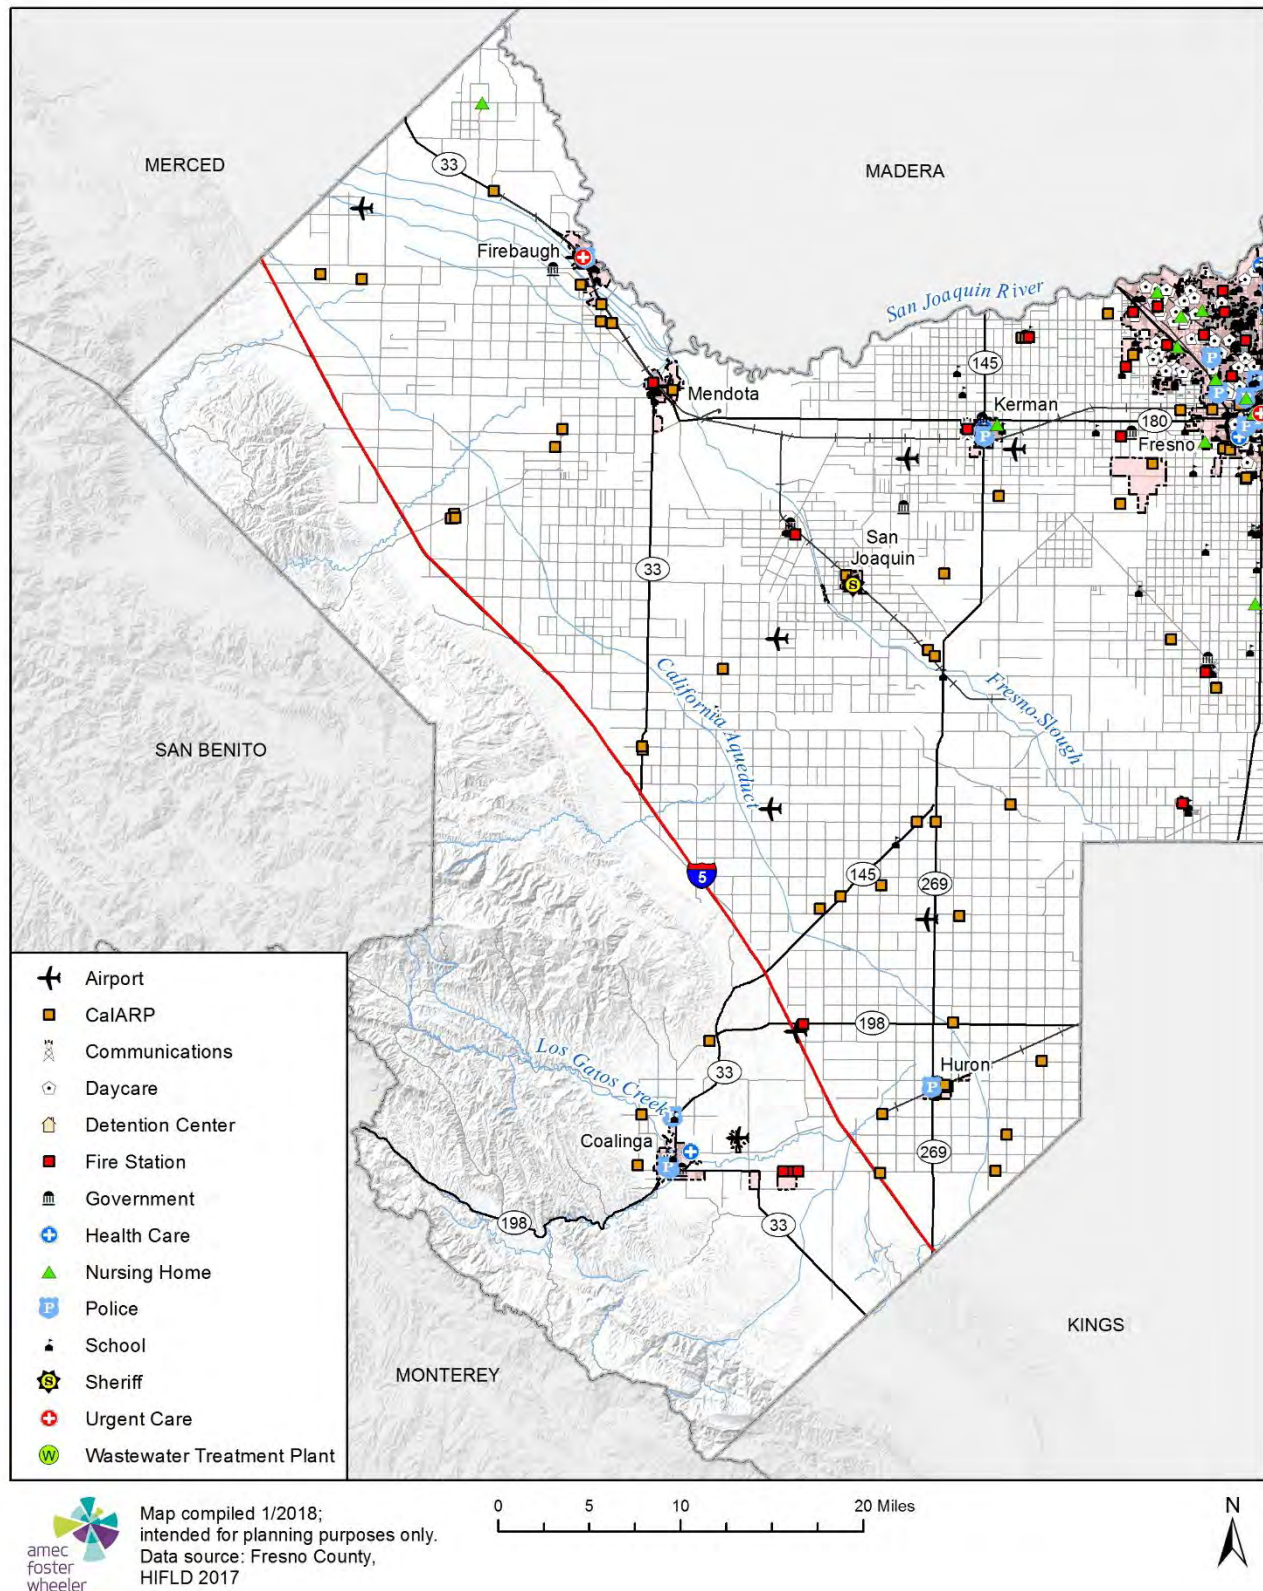 MERCED
MADERA
33
Firebaugh
San Joaquin River
145
Mendota
Kerman
180
Fresno
P
P
P
P
33
San
Joaquin
S
California Aqueduct
Fresno Slough
SAN BENITO
5
145
269
198
Los Gatos Creek
33
Huron
P
Coalinga
P
269
198
33
KINGS
MONTEREY
Airport
CalARP
Communications
Daycare
Detention Center
Fire Station
Government
Health Care
Nursing Home
P Police
School
S Sheriff
Urgent Care
W Wastewater Treatment Plant
amec
foster
wheeler
Map compiled 1/2018;
intended for planning purposes only.
Data source: Fresno County,
HIFLD 2017
0 5 10 20 Miles
N